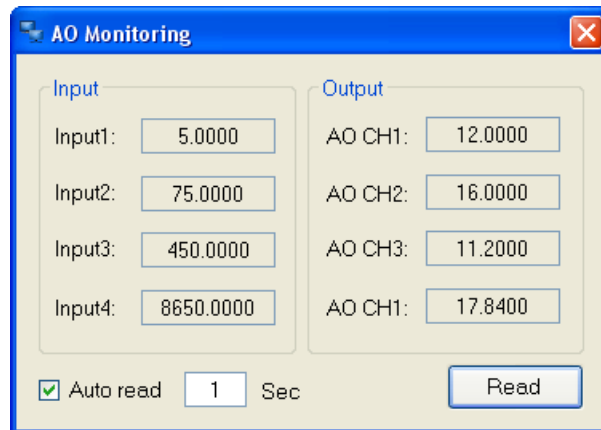 AO Monitoring
Input
Output
Input1: 5.0000
AO CH1: 12.0000
Input2: 75.0000
AO CH2: 16.0000
Input3: 450.0000
AO CH3: 11.2000
Input4: 8650.0000
AO CH1: 17.8400
Auto read 1 Sec
Read